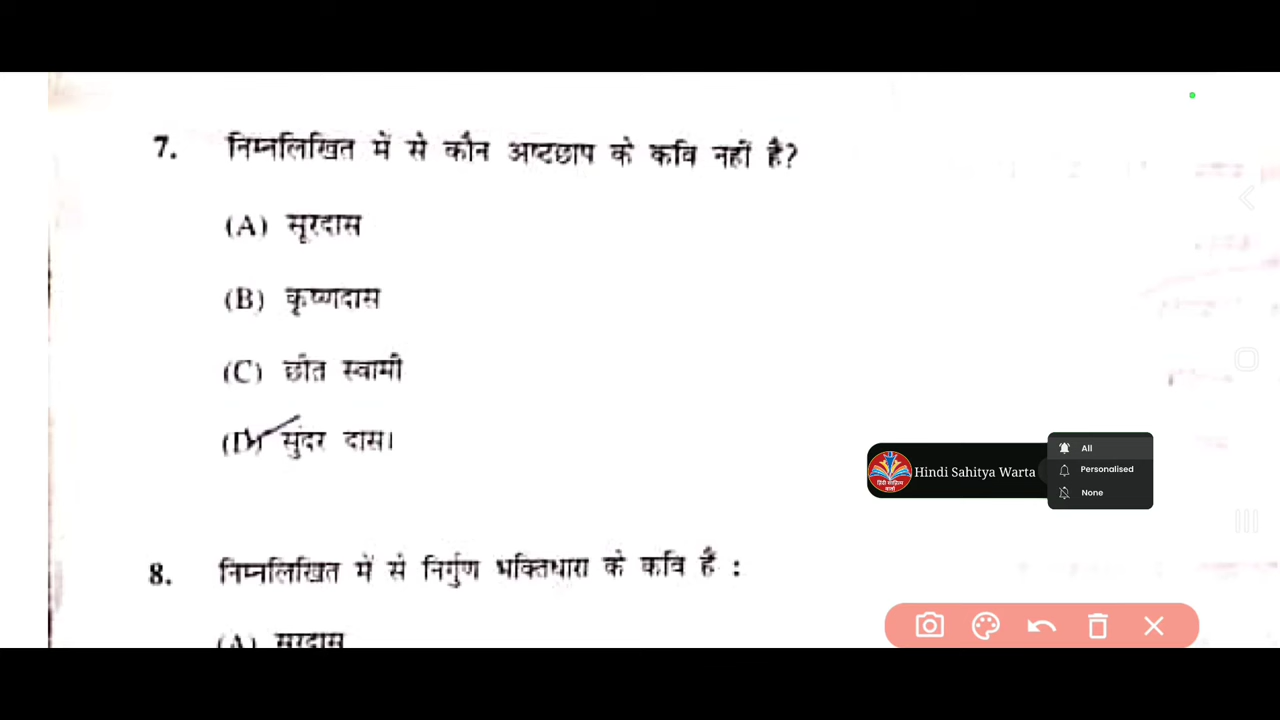 7. निम्नलिखित में से कौन अष्टछाप के कवि नहीं है?
(A) सूरदास
(B) कृष्णदास
(C) छीत स्वामी
(D) सुंदर दास।
Hindi Sahitya Warta
All
Personalised
None
8. निम्नलिखित में से निर्गुण भक्तिधारा के कवि हैं :
(A) सूरदास